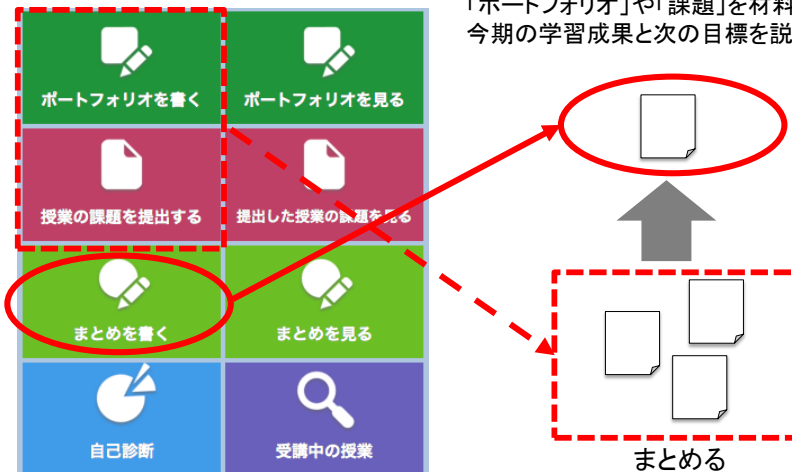 「ポートフォリオ」や「課題」を材料
今期の学習成果と次の目標を説
ポートフォリオを書く
ポートフォリオを見る
授業の課題を提出する
提出した授業の課題を見る
まとめを書く
まとめを見る
自己診断
受講中の授業
まとめる